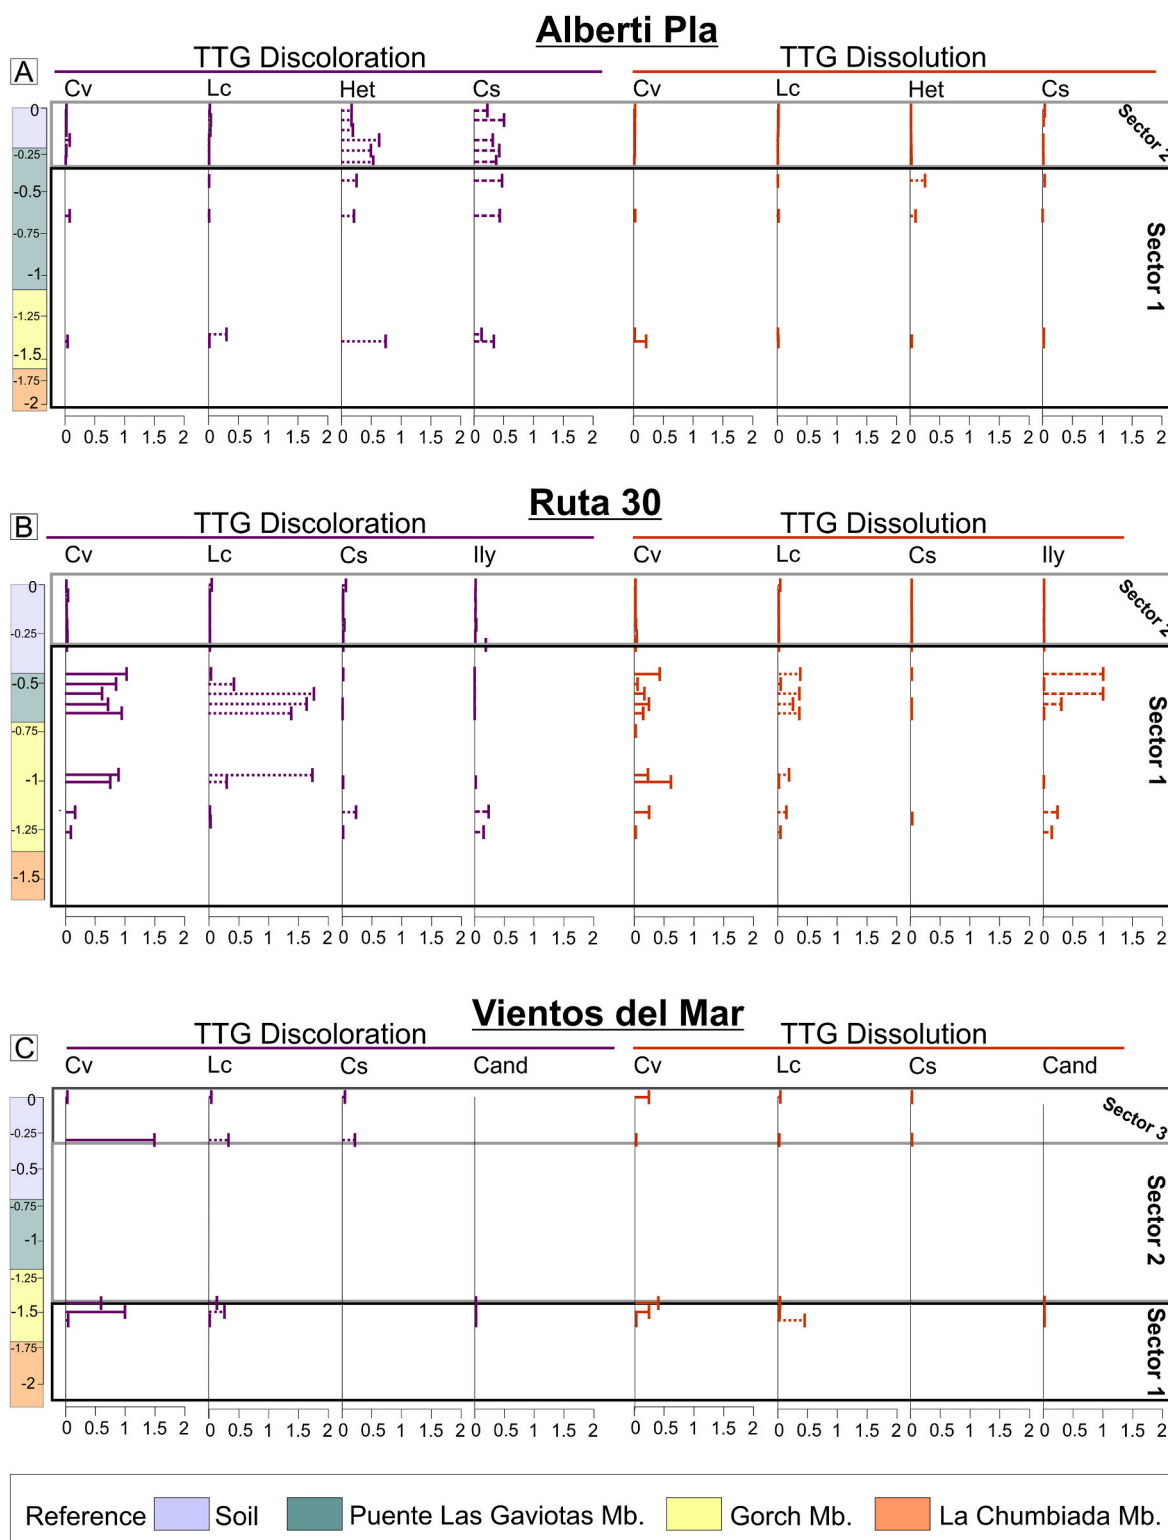 Alberti Pla
A
TTG Discoloration
TTG Dissolution
Cv Lc Het Cs Cv Lc Het Cs
0
-0.25
-0.5
-0.75
-1
-1.25
-1.5
-1.75
-2
Sector 2
Sector 1
0 0.5 1 1.5 2 0 0.5 1 1.5 2 0 0.5 1 1.5 2 0 0.5 1 1.5 2 0 0.5 1 1.5 2 0 0.5 1 1.5 2 0 0.5 1 1.5 2 0 0.5 1 1.5 2
Ruta 30
B
TTG Discoloration
TTG Dissolution
Cv Lc Cs Ily Cv Lc Cs Ily
0
-0.25
-0.5
-0.75
-1
-1.25
-1.5
Sector 2
Sector 1
0 0.5 1 1.5 2 0 0.5 1 1.5 2 0 0.5 1 1.5 2 0 0.5 1 1.5 2 0 0.5 1 1.5 2 0 0.5 1 1.5 2 0 0.5 1 1.5 2 0 0.5 1 1.5 2
Vientos del Mar
C
TTG Discoloration
TTG Dissolution
Cv Lc Cs Cand Cv Lc Cs Cand
0
-0.25
-0.5
-0.75
-1
-1.25
-1.5
-1.75
-2
Sector 3
Sector 2
Sector 1
0 0.5 1 1.5 2 0 0.5 1 1.5 2 0 0.5 1 1.5 2 0 0.5 1 1.5 2 0 0.5 1 1.5 2 0 0.5 1 1.5 2 0 0.5 1 1.5 2 0 0.5 1 1.5 2
Reference Soil Puente Las Gaviotas Mb. Gorch Mb. La Chumbiada Mb.